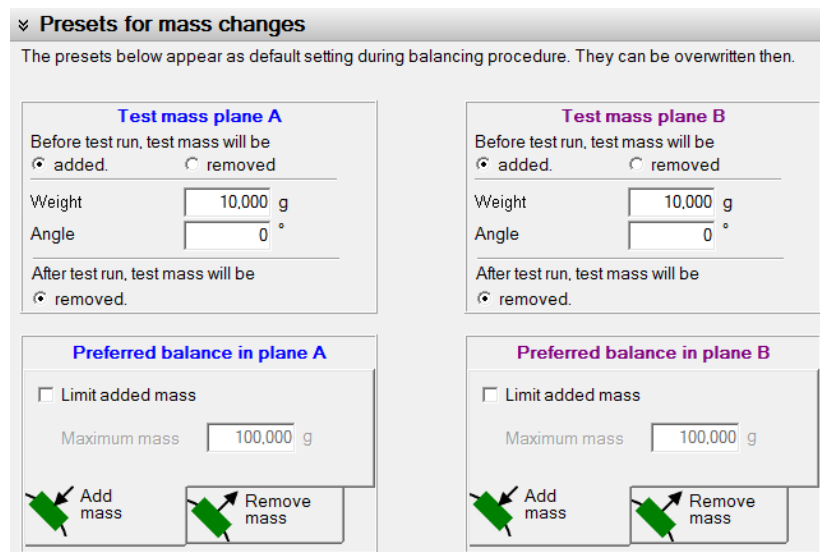 Presets for mass changes
The presets below appear as default setting during balancing procedure. They can be overwritten then.
Test mass plane A
Before test run, test mass will be
added. removed
Weight 10,000 g
Angle 0 °
After test run, test mass will be
removed.
Test mass plane B
Before test run, test mass will be
added. removed
Weight 10,000 g
Angle 0 °
After test run, test mass will be
removed.
Preferred balance in plane A
Limit added mass
Maximum mass 100,000 g
Add
mass
Remove
mass
Preferred balance in plane B
Limit added mass
Maximum mass 100,000 g
Add
mass
Remove
mass